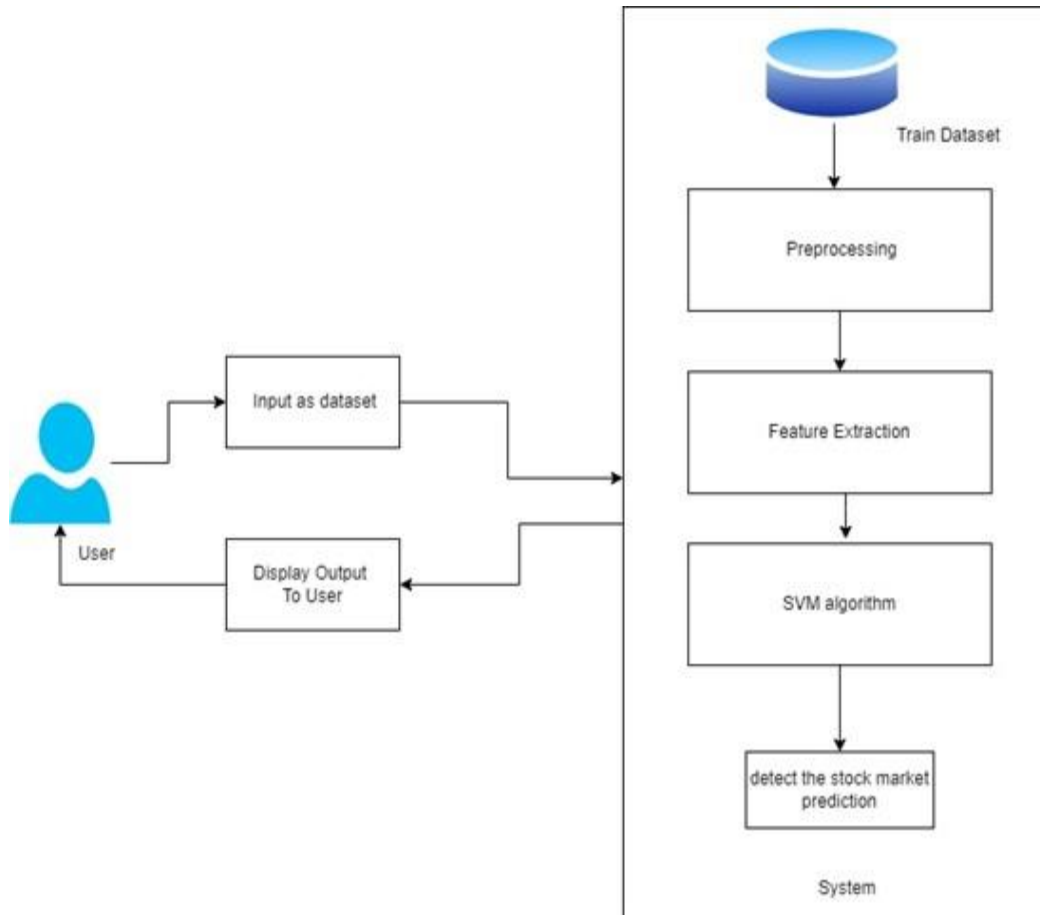 Train Dataset
Preprocessing
Input as dataset
Feature Extraction
User
Display Output
To User
SVM algorithm
detect the stock market
prediction
System